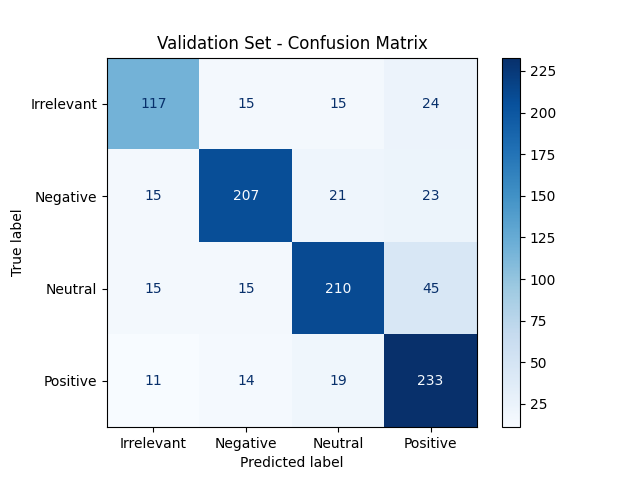 Validation Set - Confusion Matrix
True label
Irrelevant 117 15 15 24
Negative 15 207 21 23
Neutral 15 15 210 45
Positive 11 14 19 233
Irrelevant Negative Neutral Positive
Predicted label
225
200
175
150
125
100
75
50
25